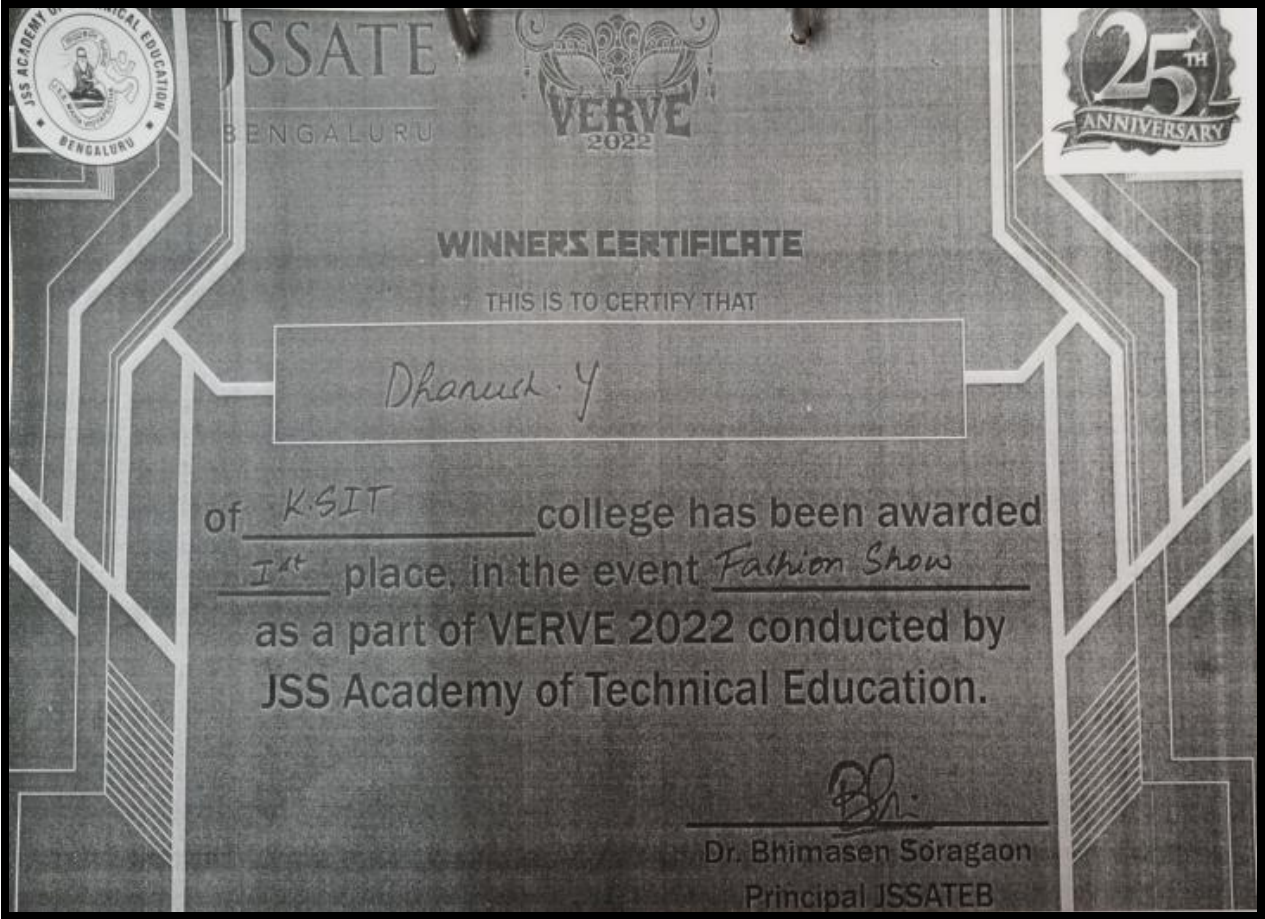 JSS ACADEMY OF TECHNICAL EDUCATION
BENGALURU
JSSATE
BENGALURU
VERVE
2022
25TH
ANNIVERSARY
WINNERS CERTIFICATE
THIS IS TO CERTIFY THAT
Dhanush. Y
of K.SIT college has been awarded
Ist place, in the event Fashion Show
as a part of VERVE 2022 conducted by
JSS Academy of Technical Education.
Dr. Bhimasen Soragaon
Principal JSSATEB